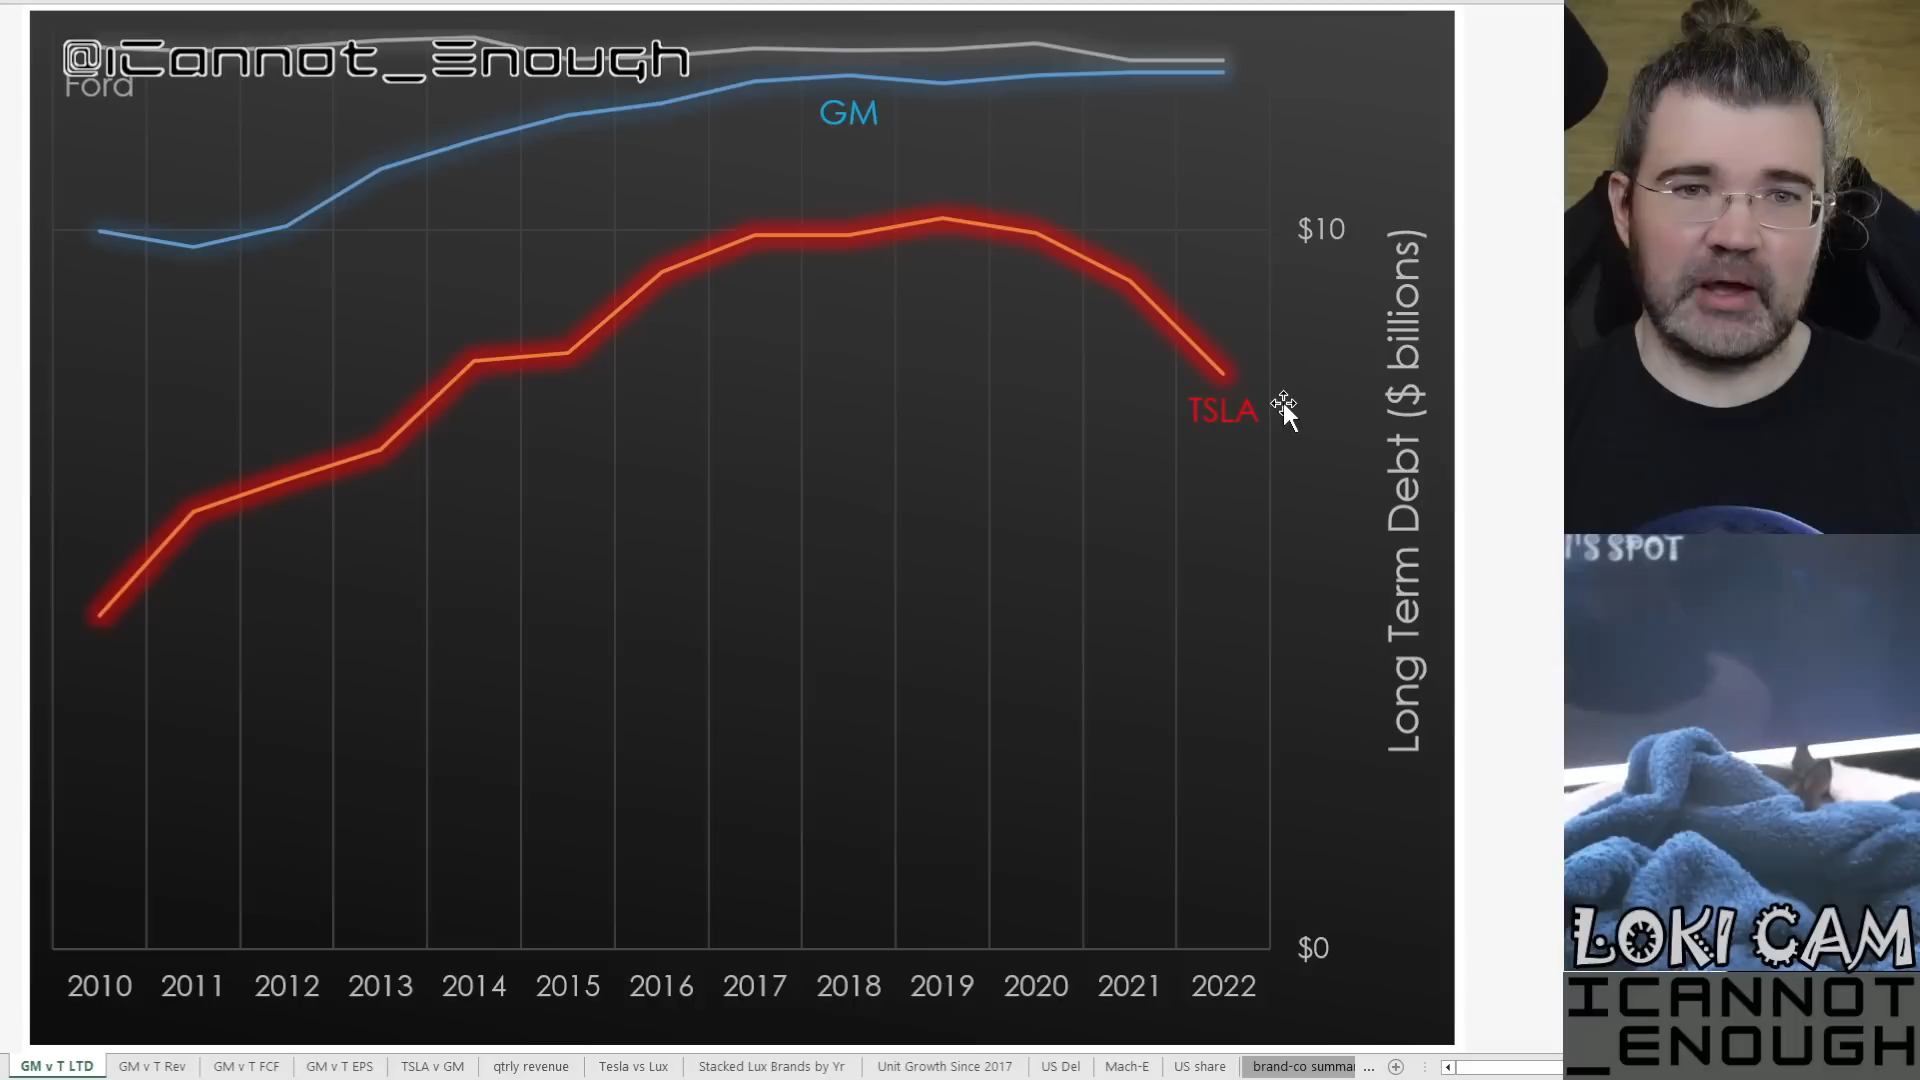 @iCannot_Enough
Ford
GM
$10
TSLA
Long Term Debt ($ billions)
$0
2010 2011 2012 2013 2014 2015 2016 2017 2018 2019 2020 2021 2022
GM v T LTD GM v T Rev GM v T FCF GM v T EPS TSLA v GM qtrly revenue Tesla vs Lux Stacked Lux Brands by Yr Unit Growth Since 2017 US Del Mach-E US share brand-co summar ...
I'S SPOT
LOKI CAM
ICANNOT
_ENOUGH